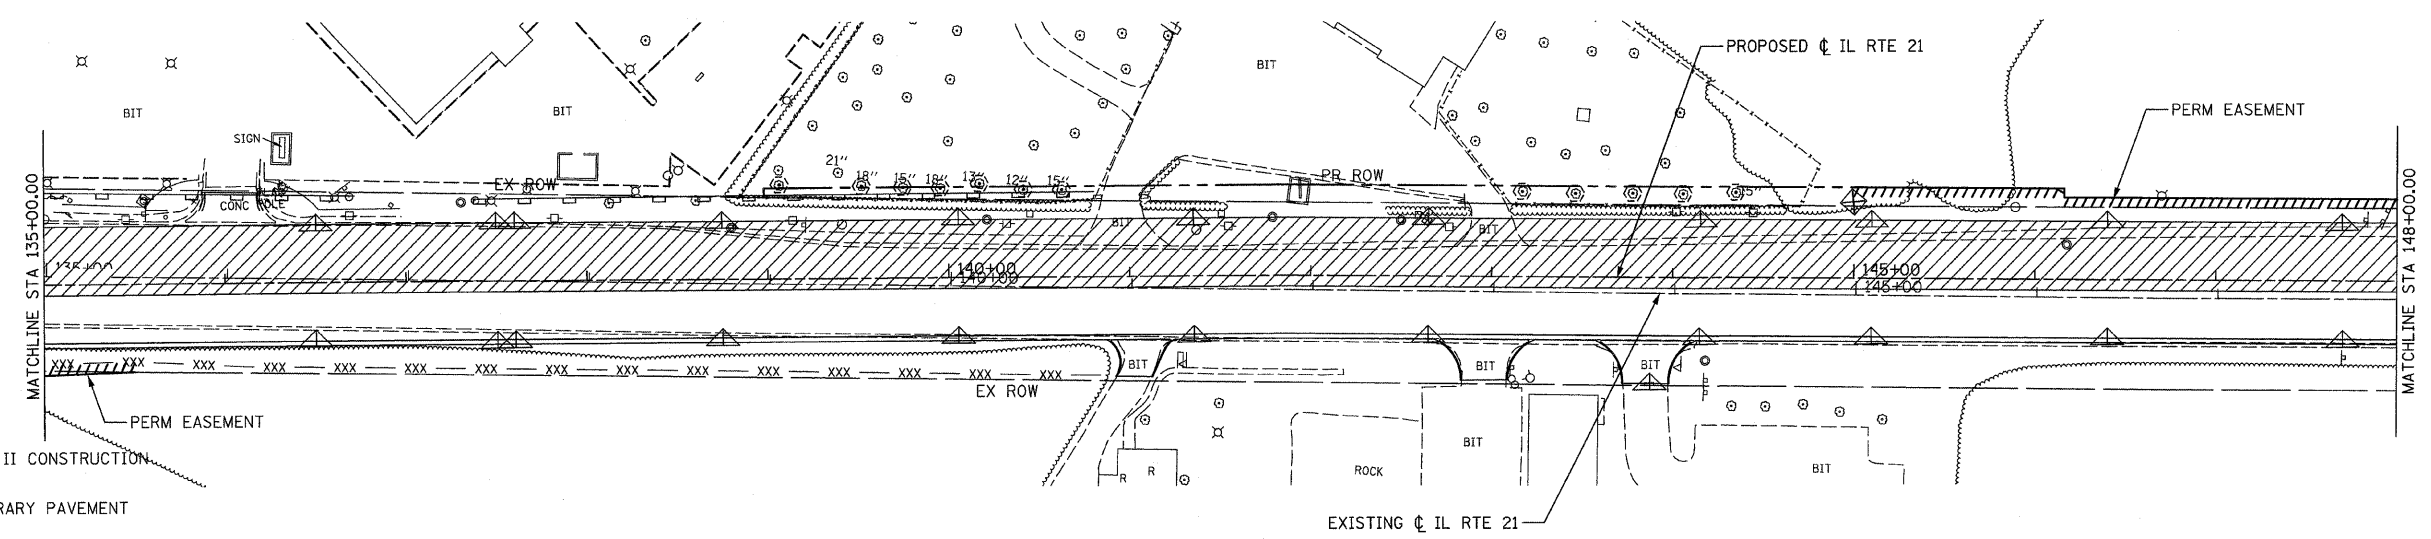 PROPOSED ℄ IL RTE 21
BIT
PERM EASEMENT
BIT
BIT
SIGN
21"
18"
15"
18"
13"
12"
15"
EX ROW
PR ROW
CONC
BIT
BIT
MATCHLINE STA 135+00.00
MATCHLINE STA 148+00.00
140+00
145+00
140+00
145+00
XXX XXX XXX XXX XXX XXX XXX XXX XXX XXX XXX XXX XXX XXX XXX
BIT
BIT
BIT
EX ROW
PERM EASEMENT
BIT
II CONSTRUCTION
R
R
ROCK
BIT
RARY PAVEMENT
EXISTING ℄ IL RTE 21